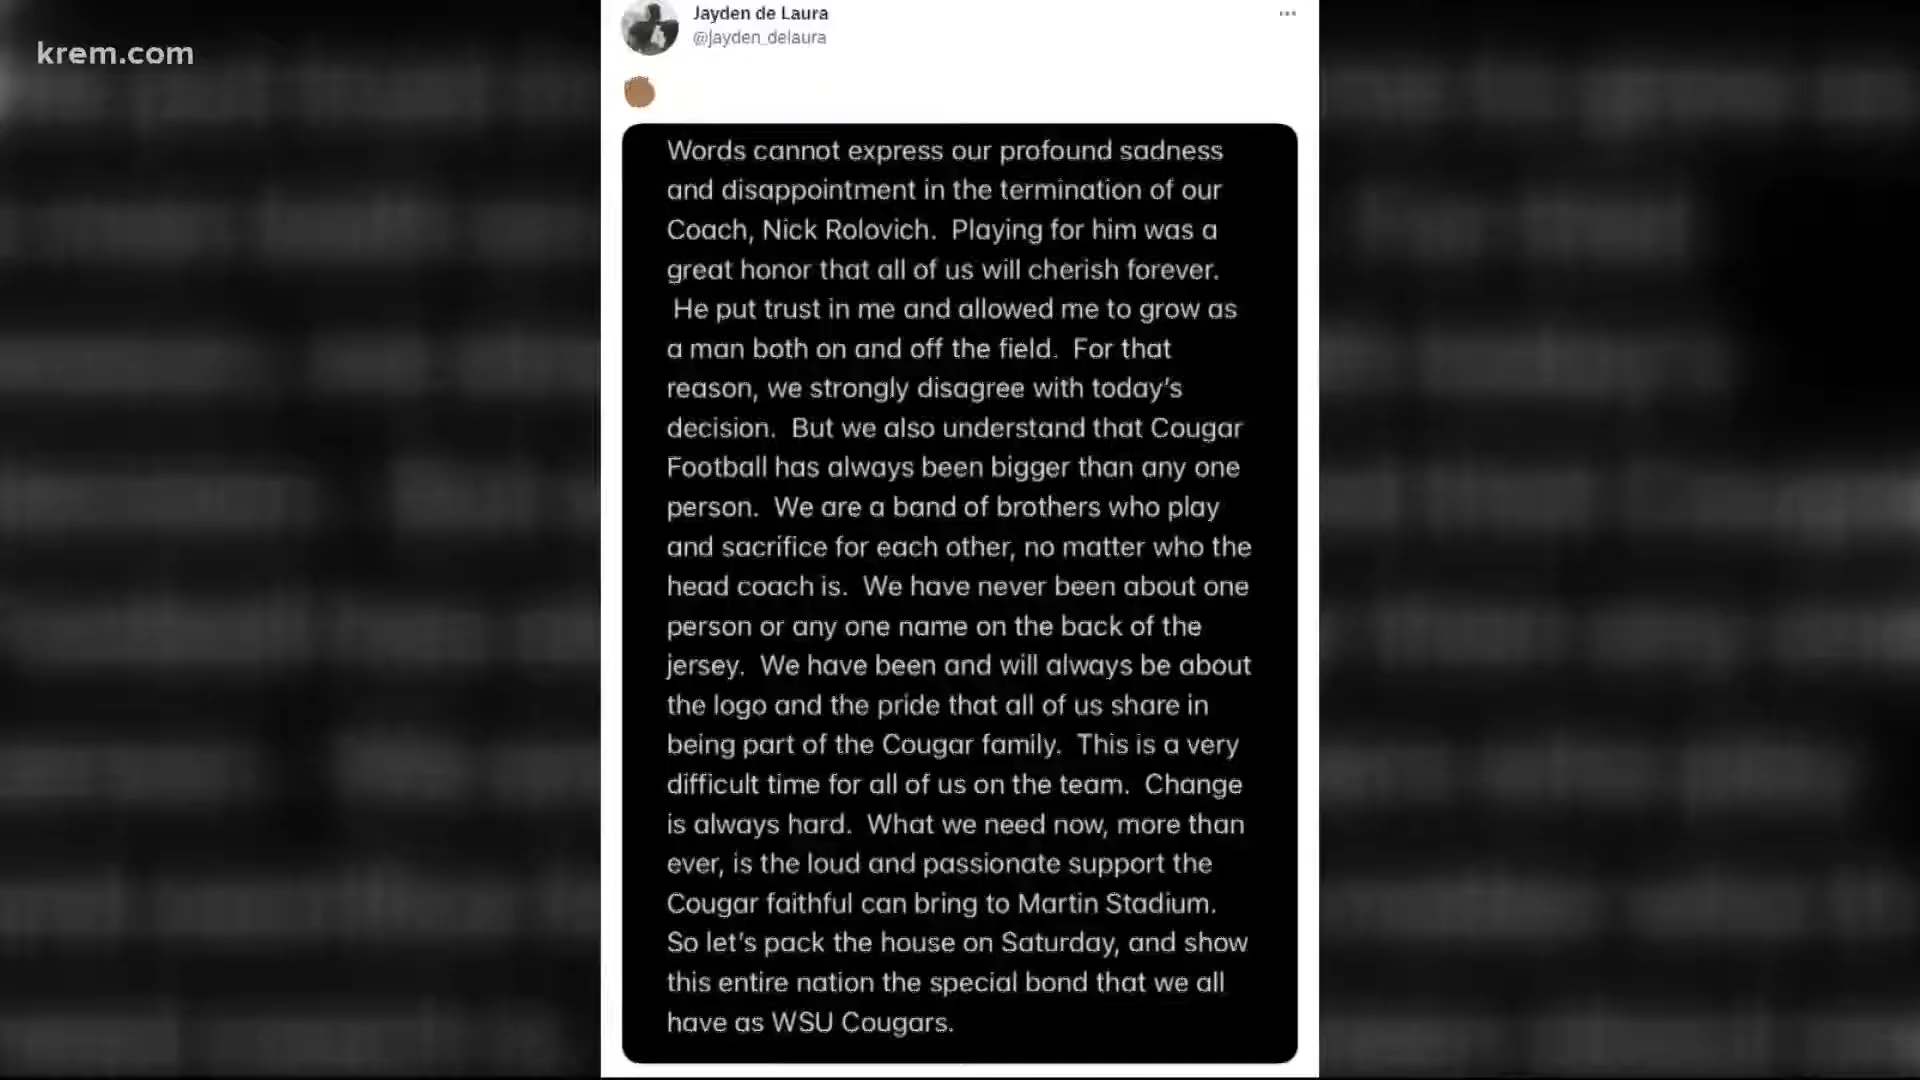 krem.com
Jayden de Laura
@jayden_delaura
Words cannot express our profound sadness
and disappointment in the termination of our
Coach, Nick Rolovich.  Playing for him was a
great honor that all of us will cherish forever.
He put trust in me and allowed me to grow as
a man both on and off the field.  For that
reason, we strongly disagree with today's
decision.  But we also understand that Cougar
Football has always been bigger than any one
person.  We are a band of brothers who play
and sacrifice for each other, no matter who the
head coach is.  We have never been about one
person or any one name on the back of the
jersey.  We have been and will always be about
the logo and the pride that all of us share in
being part of the Cougar family.  This is a very
difficult time for all of us on the team.  Change
is always hard.  What we need now, more than
ever, is the loud and passionate support the
Cougar faithful can bring to Martin Stadium.
So let's pack the house on Saturday, and show
this entire nation the special bond that we all
have as WSU Cougars.